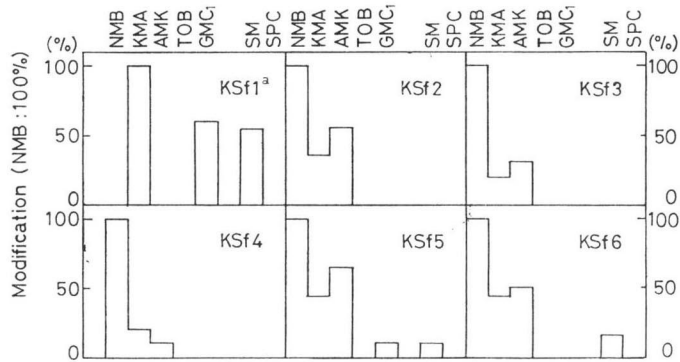 NMB KMA AMK TOB GMC₁ SM SPC NMB KMA AMK TOB GMC₁ SM SPC NMB KMA AMK TOB GMC₁ SM SPC
(%) (%)
100 KSf1ᵃ KSf2 KSf3 100
50 50
0 0
100 KSf4 KSf5 KSf6 100
50 50
0 0
Modification (NMB:100%)